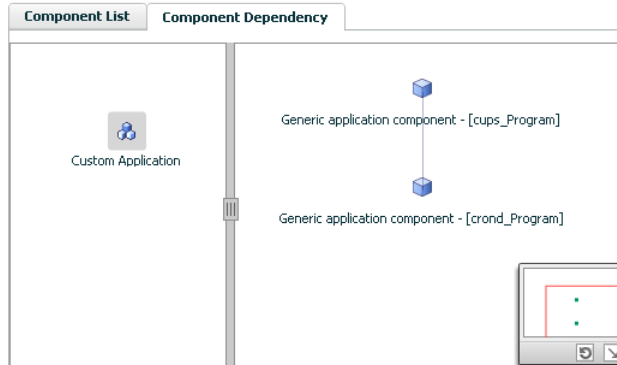 Component List
Component Dependency
Custom Application
Generic application component - [cups_Program]
Generic application component - [crond_Program]